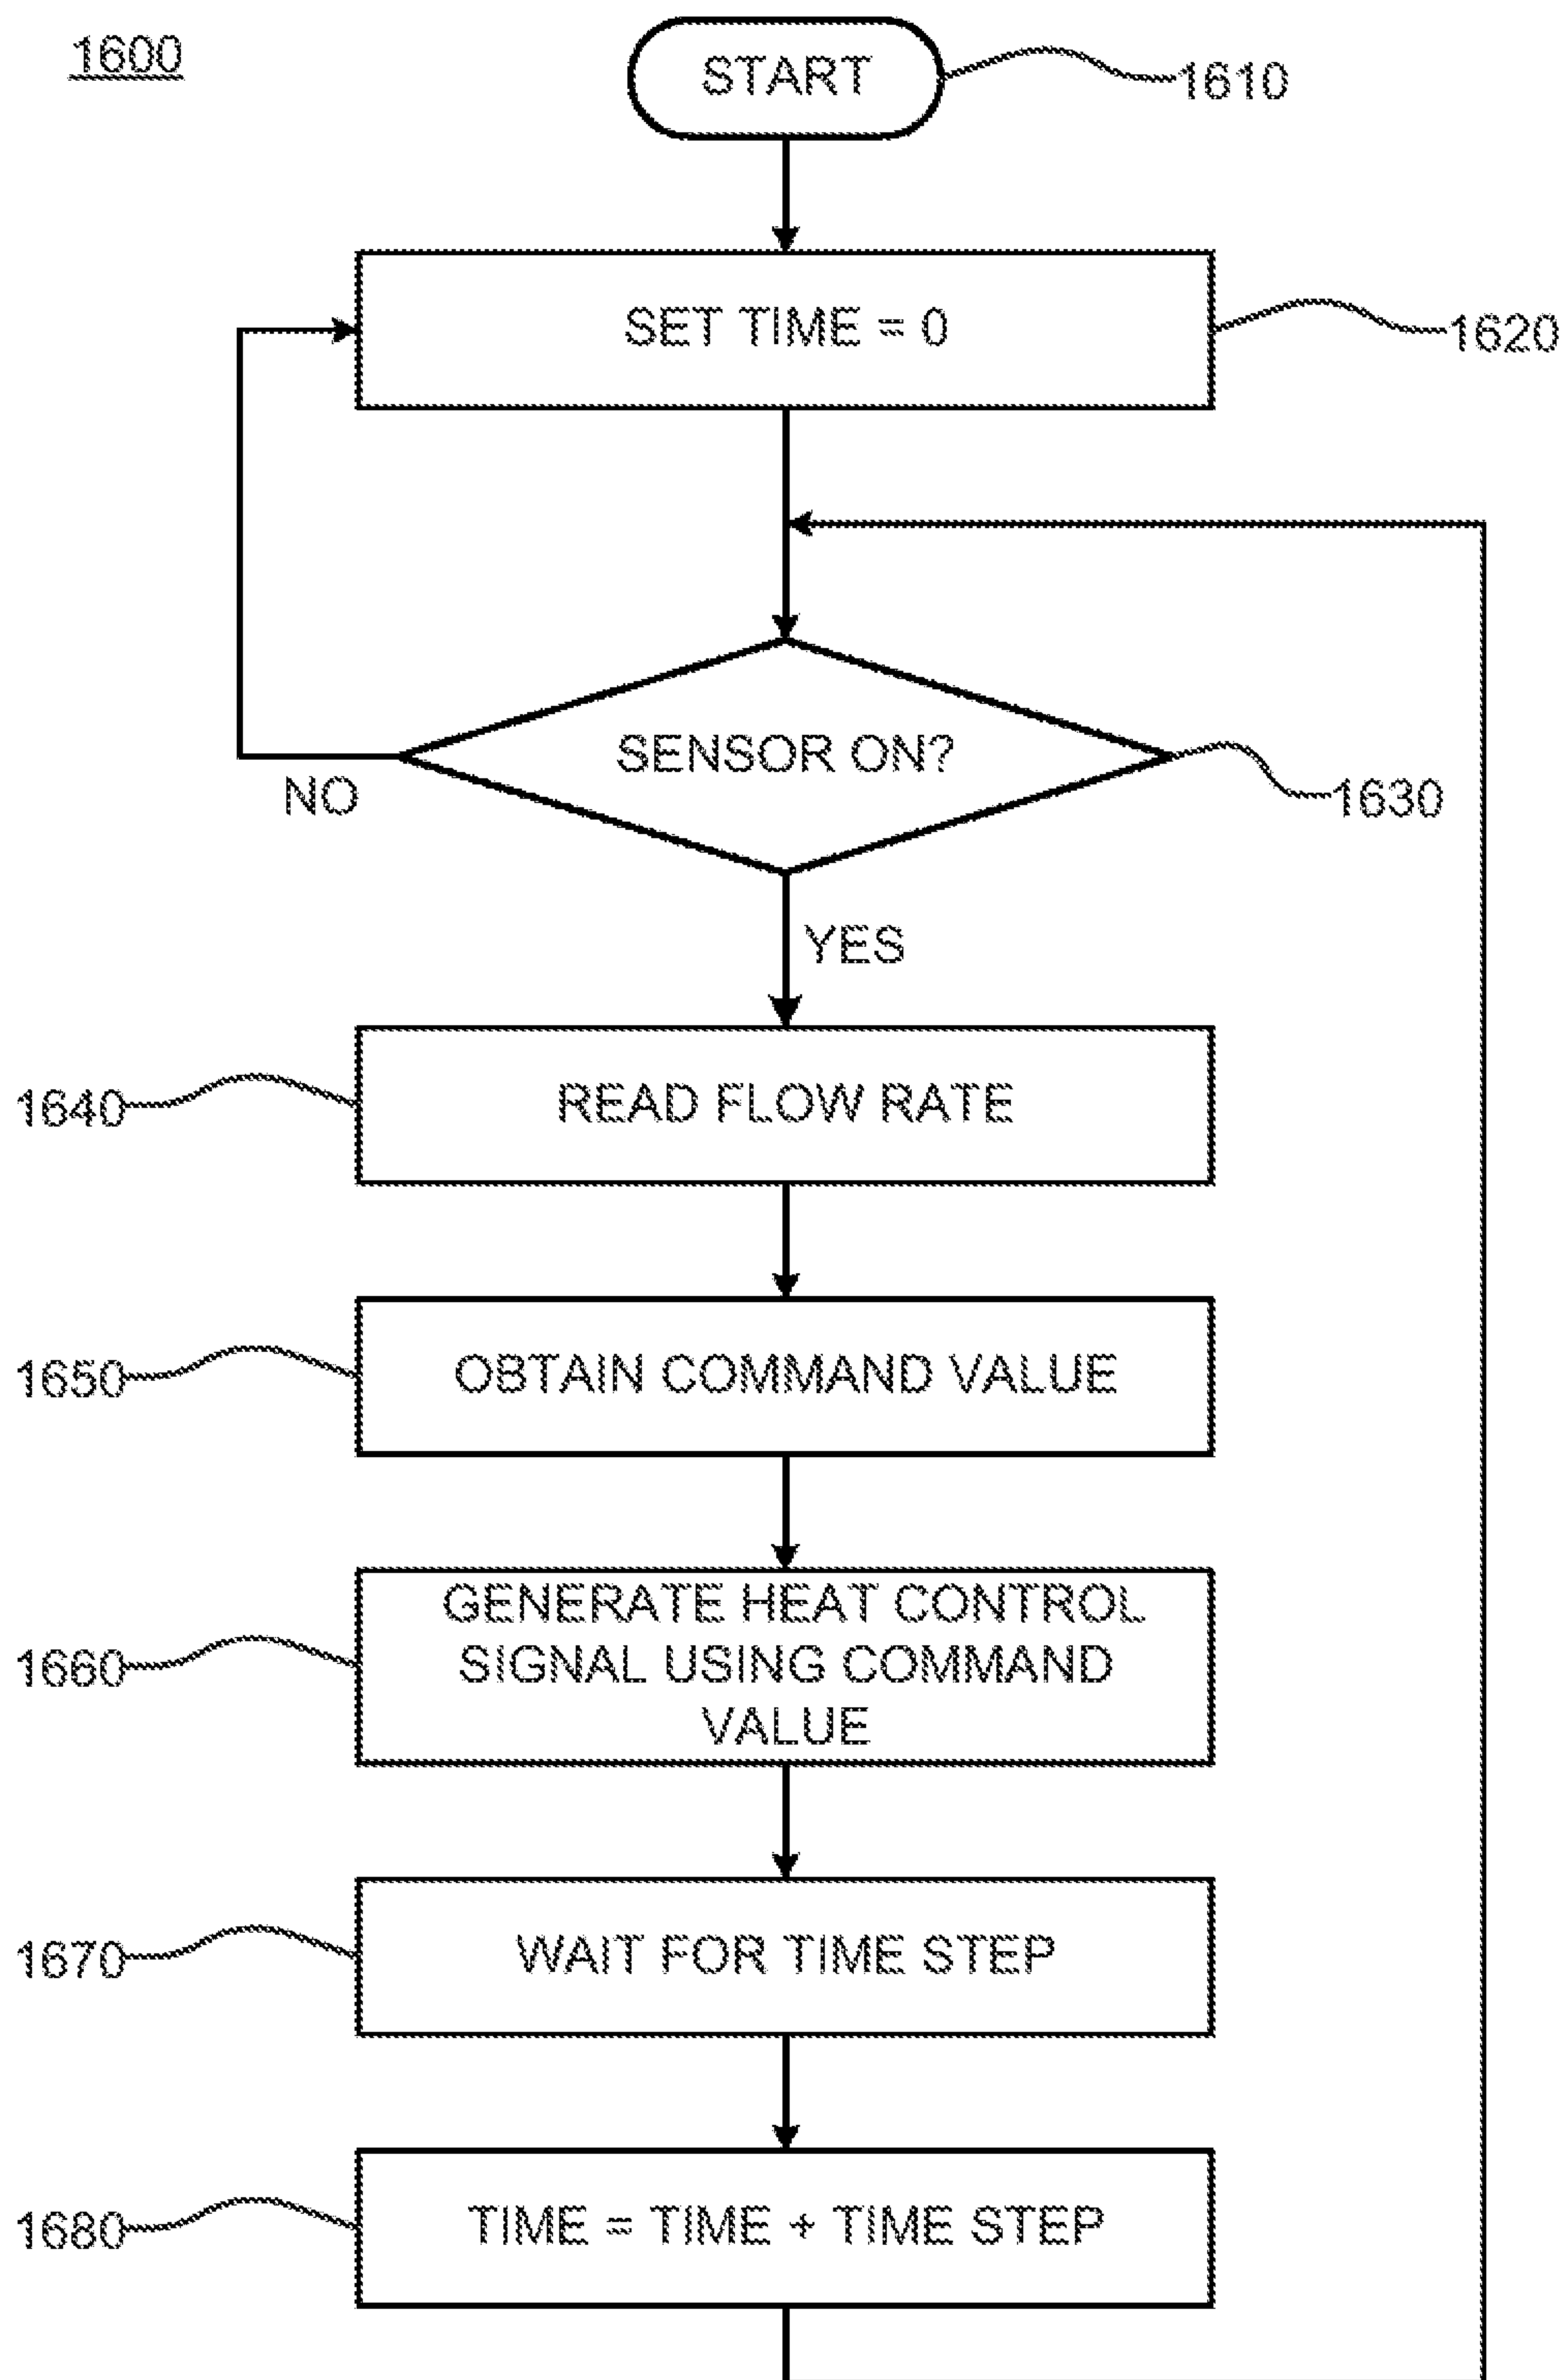 1600
START
1610
SET TIME = 0
1620
SENSOR ON?
1630
NO
YES
1640
READ FLOW RATE
1650
OBTAIN COMMAND VALUE
1660
GENERATE HEAT CONTROL
SIGNAL USING COMMAND
VALUE
1670
WAIT FOR TIME STEP
1680
TIME = TIME + TIME STEP